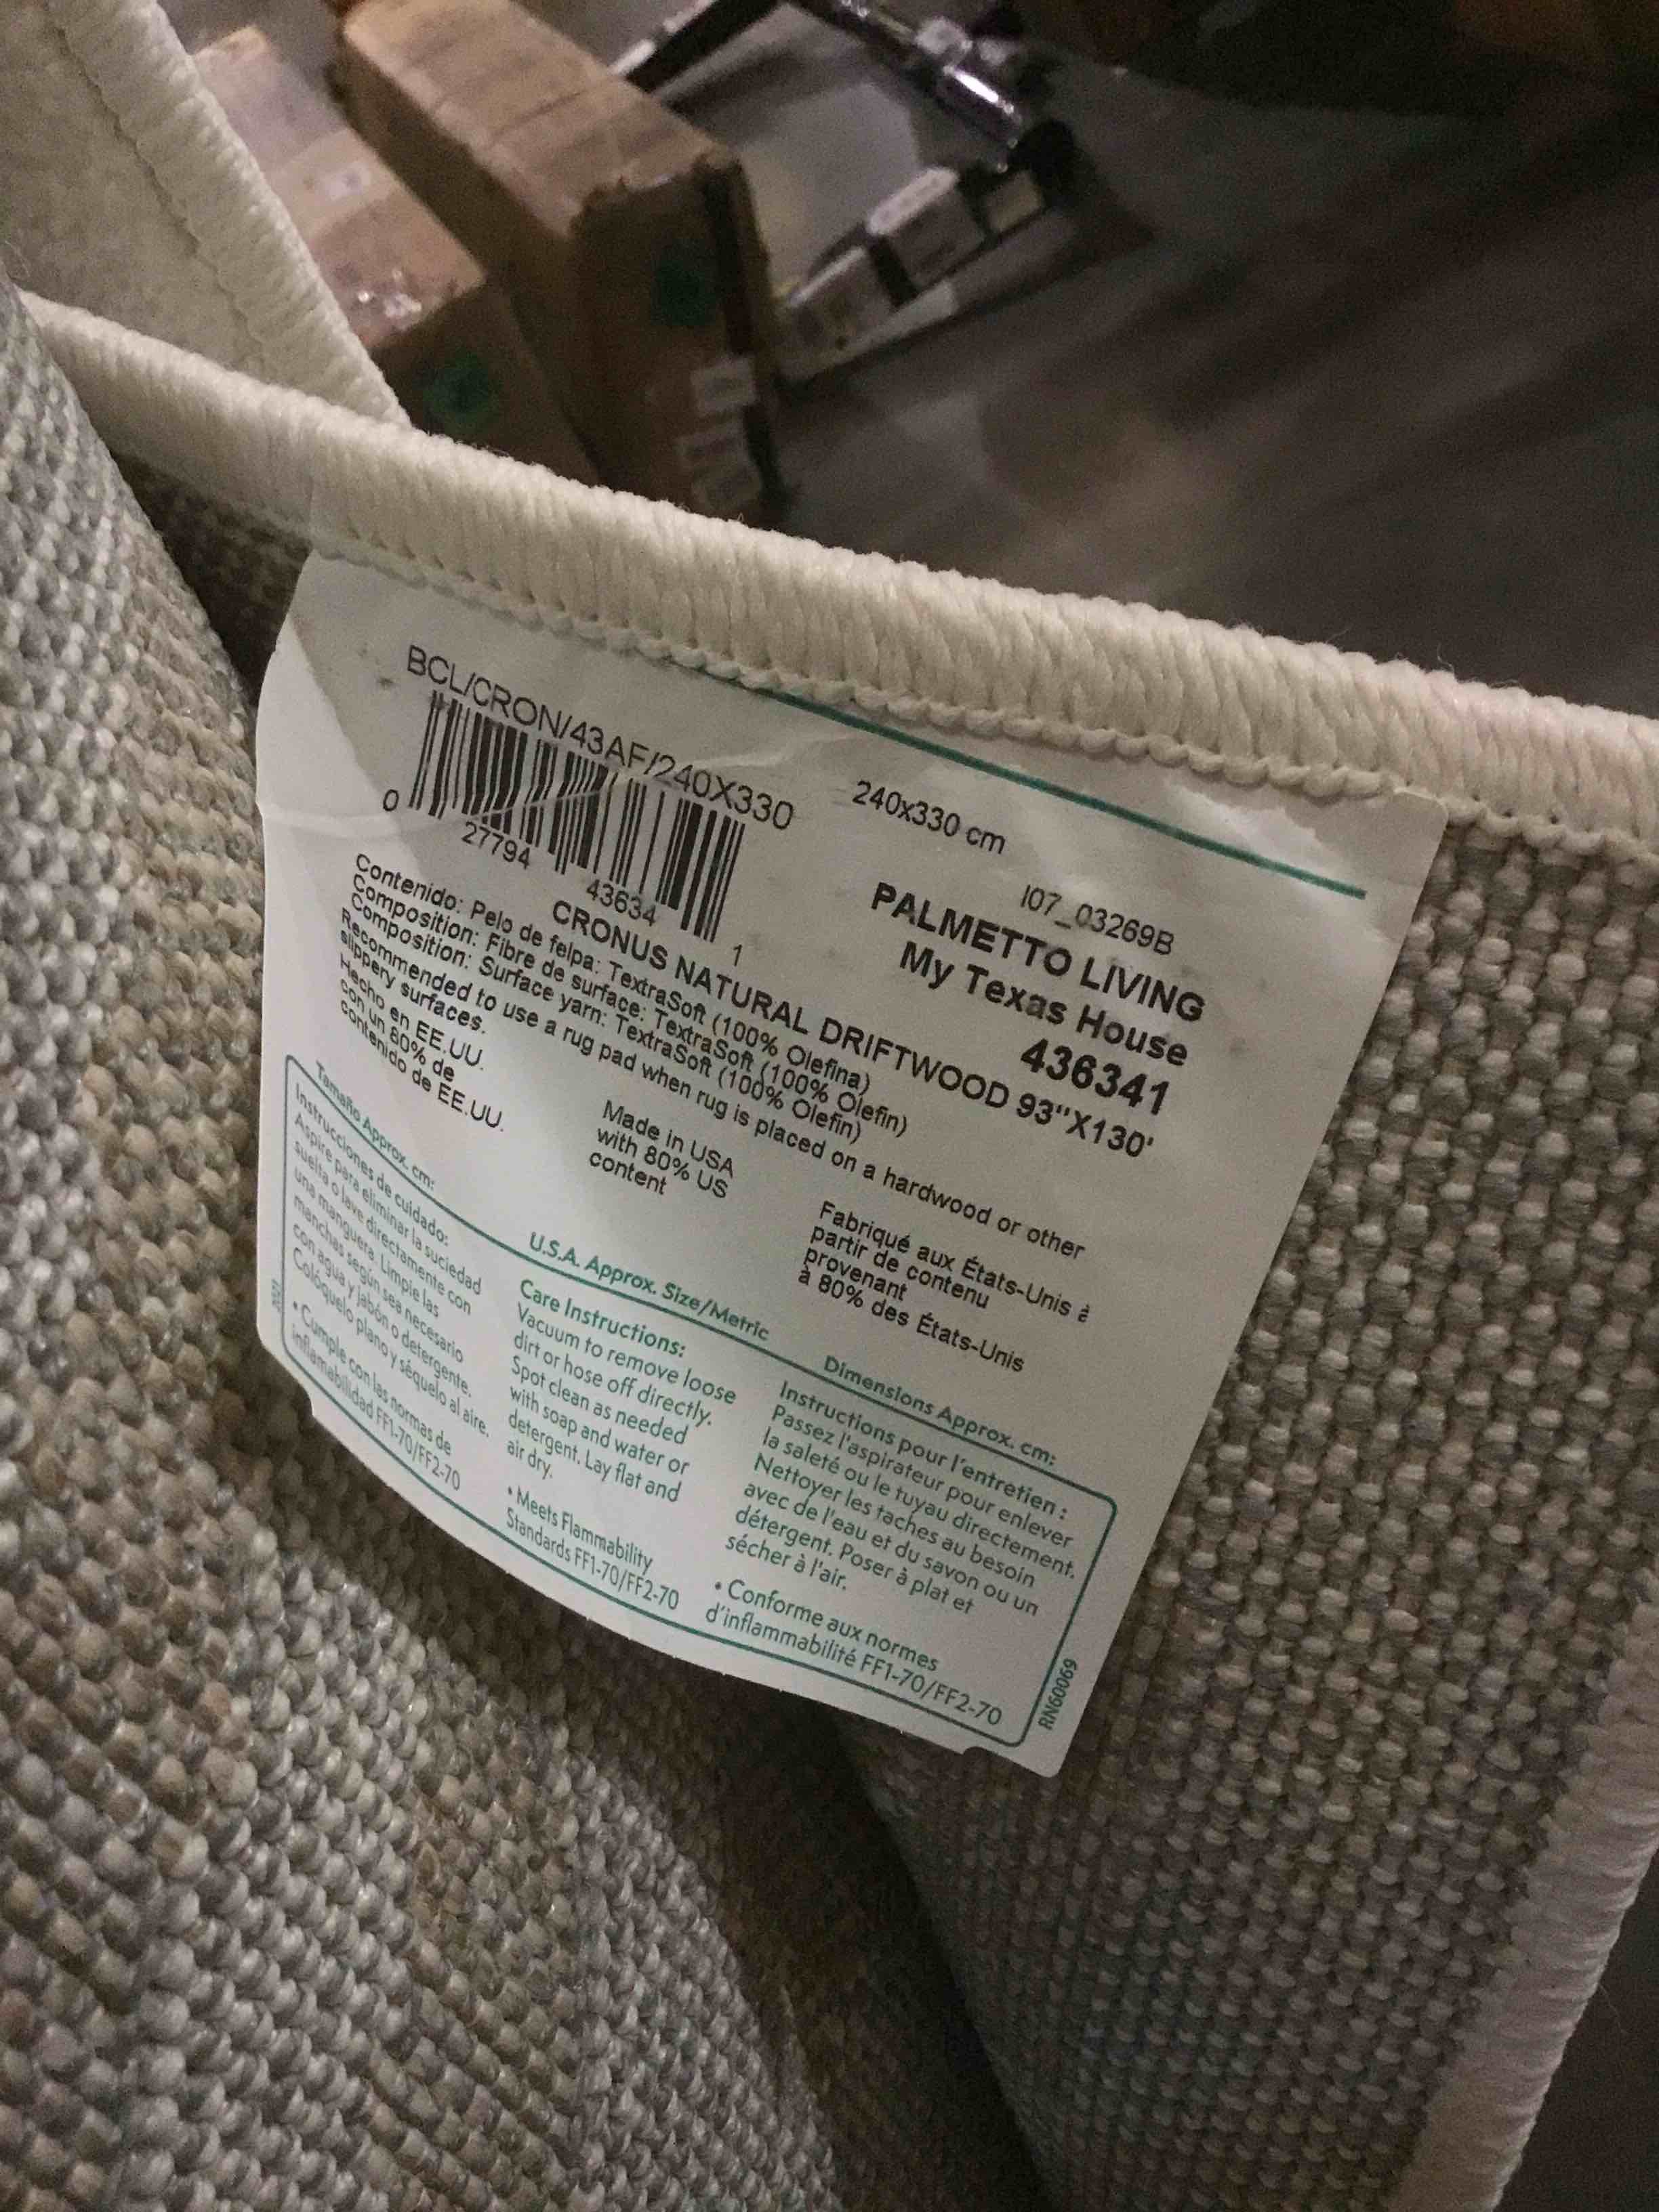 240x330 cm
I07_03269B
BCL/CRON/43AF/240X330
0 27794 43634 1
PALMETTO LIVING
My Texas House
436341
CRONUS NATURAL DRIFTWOOD 93"X130'
Contenido: Pelo de felpa: TextraSoft (100% Olefina)
Composition: Fibre de surface: TextraSoft (100% Olefin)
Composition: Surface yarn: TextraSoft (100% Olefin)
Recommended to use a rug pad when rug is placed on a hardwood or other
slippery surfaces.
Hecho en EE.UU.
con un 80% de
contenido de EE.UU.
Made in USA
with 80% US
content
Fabriqué aux États-Unis à
partir de contenu
provenant
à 80% des États-Unis
Tamaño Approx. cm:
Instrucciones de cuidado:
Aspire para eliminar la suciedad
suelta o lave directamente con
una manguera. Limpie las
manchas según sea necesario
con agua y jabón o detergente.
Colóquelo plano y séquelo al aire.
• Cumple con las normas de
inflamabilidad FF1-70/FF2-70
U.S.A. Approx. Size/Metric
Care Instructions:
Vacuum to remove loose
dirt or hose off directly.
Spot clean as needed
with soap and water or
detergent. Lay flat and
air dry.
• Meets Flammability
Standards FF1-70/FF2-70
Dimensions Approx. cm:
Instructions pour l'entretien :
Passez l'aspirateur pour enlever
la saleté ou le tuyau directement.
Nettoyer les taches au besoin
avec de l'eau et du savon ou un
détergent. Poser à plat et
sécher à l'air.
• Conforme aux normes
d'inflammabilité FF1-70/FF2-70
RN60069